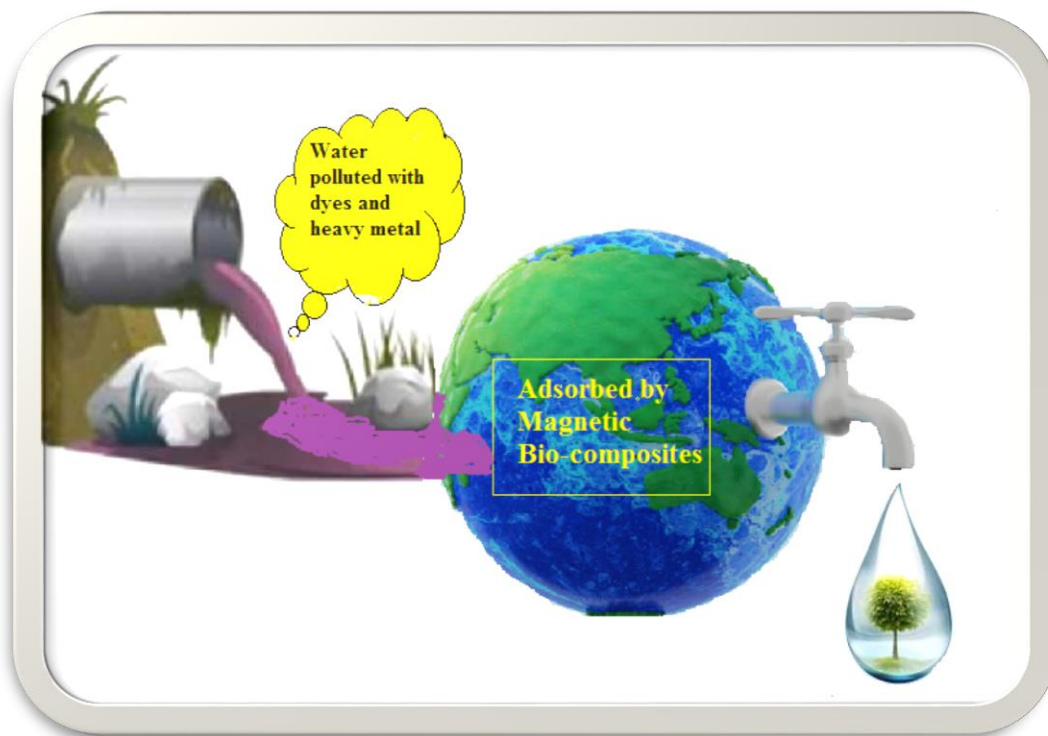 Water
polluted with
dyes and
heavy metal
Adsorbed by
Magnetic
Bio-composites